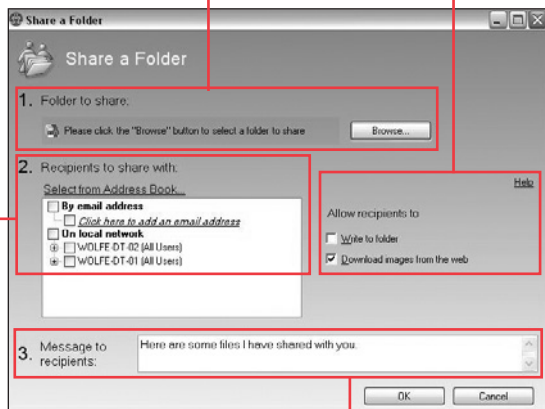 Share a Folder
Share a Folder
1. Folder to share:
Please click the "Browse" button to select a folder to share
Browse...
2. Recipients to share with:
Select from Address Book...
By email address
Click here to add an email address
On local network
WOLFE-DT-02 (All Users)
WOLFE-DT-01 (All Users)
Help
Allow recipients to
Write to folder
Download images from the web
3. Message to recipients:
Here are some files I have shared with you.
OK
Cancel